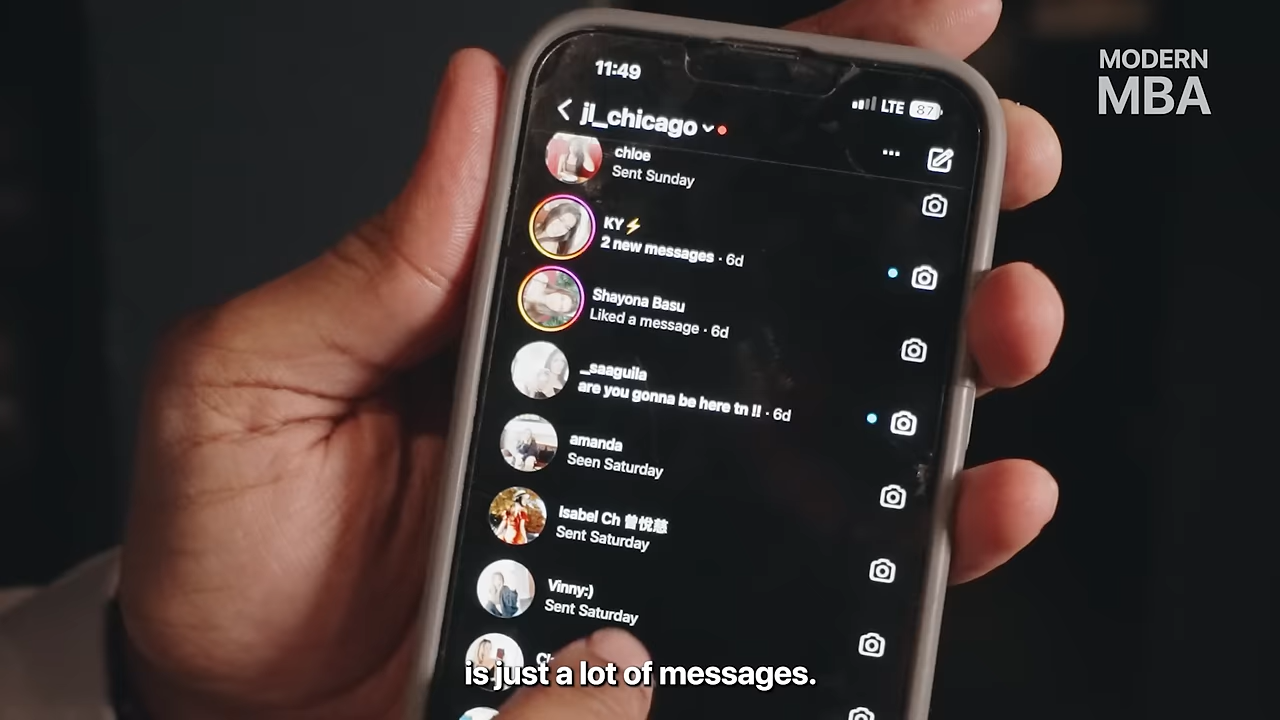 MODERN
MBA
11:49
LTE 87
jl_chicago
chloe
Sent Sunday
KY⚡
2 new messages · 6d
Shayona Basu
Liked a message · 6d
_saaguila
are you gonna be here tn !! · 6d
amanda
Seen Saturday
Isabel Ch 曾悅慈
Sent Saturday
Vinny:)
Sent Saturday
is just a lot of messages.